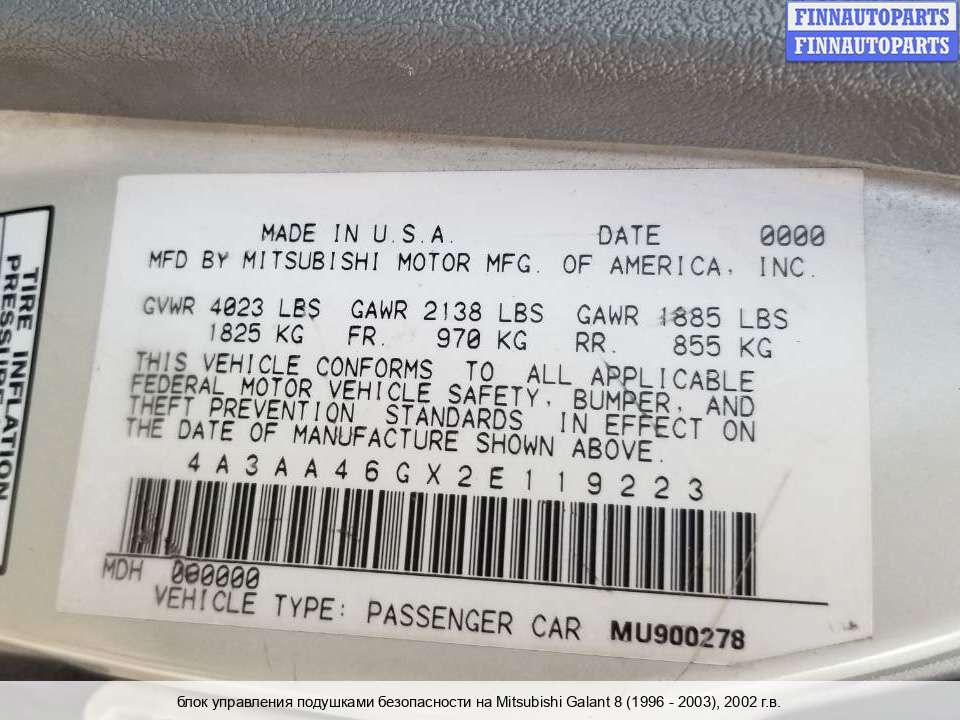 FINNAUTOPARTS
FINNAUTOPARTS
TIRE INFLATION
PRESSURE
MADE IN U.S.A. DATE 0000
MFD BY MITSUBISHI MOTOR MFG. OF AMERICA, INC.
GVWR 4023 LBS GAWR 2138 LBS GAWR 1885 LBS
1825 KG FR. 970 KG RR. 855 KG
THIS VEHICLE CONFORMS TO ALL APPLICABLE
FEDERAL MOTOR VEHICLE SAFETY, BUMPER, AND
THEFT PREVENTION STANDARDS IN EFFECT ON
THE DATE OF MANUFACTURE SHOWN ABOVE.
4A3AA46GX2E119223
MDH 000000
VEHICLE TYPE: PASSENGER CAR MU900278
блок управления подушками безопасности на Mitsubishi Galant 8 (1996 - 2003), 2002 г.в.